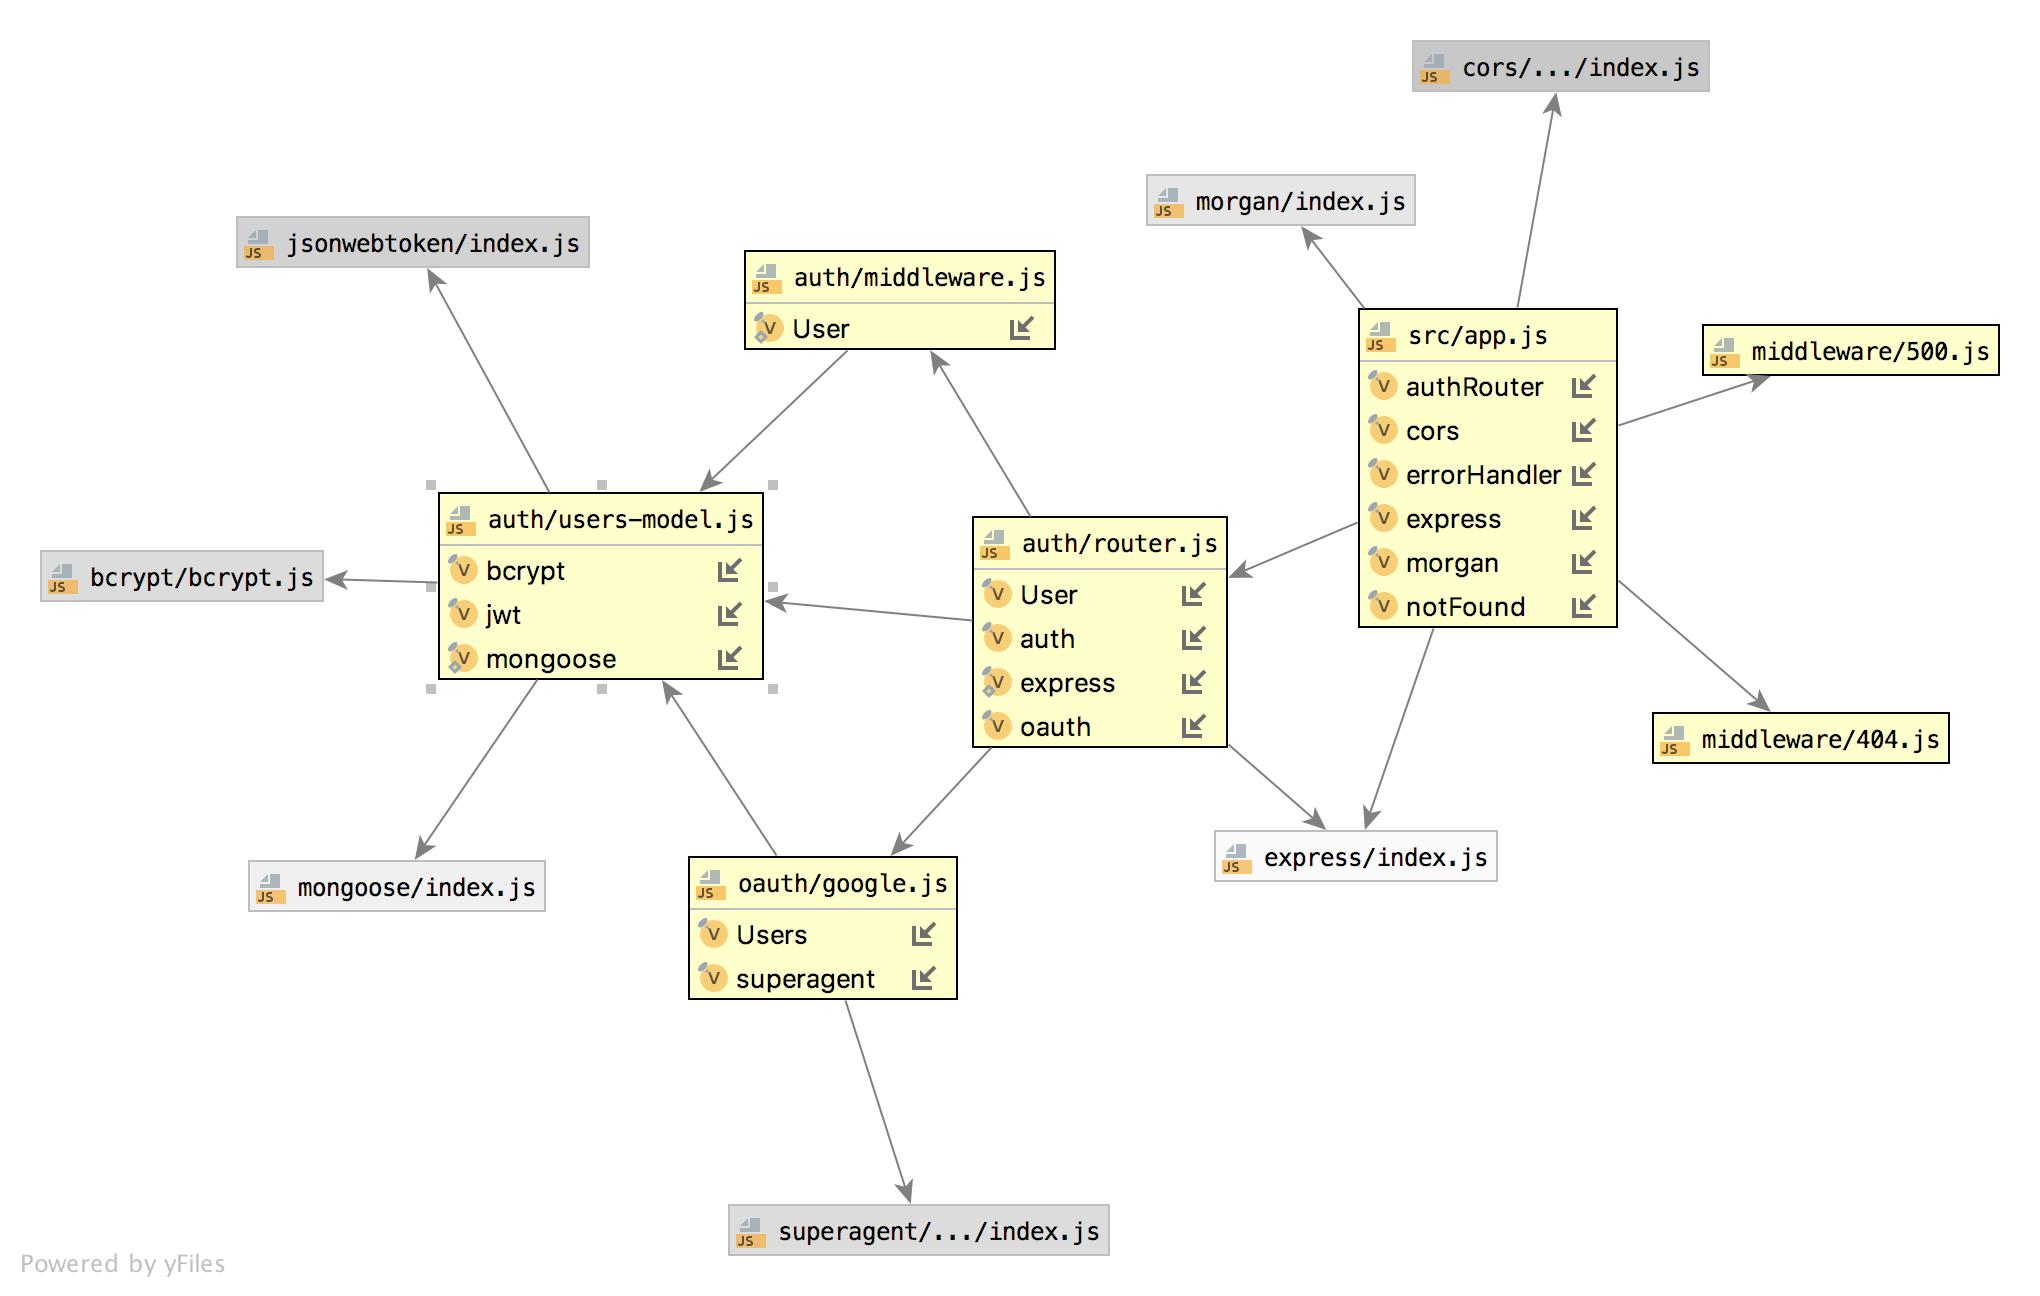 cors/.../index.js
morgan/index.js
jsonwebtoken/index.js
auth/middleware.js
User
src/app.js
authRouter
cors
errorHandler
express
morgan
notFound
middleware/500.js
auth/users-model.js
bcrypt
jwt
mongoose
bcrypt/bcrypt.js
auth/router.js
User
auth
express
oauth
middleware/404.js
express/index.js
mongoose/index.js
oauth/google.js
Users
superagent
superagent/.../index.js
Powered by yFiles